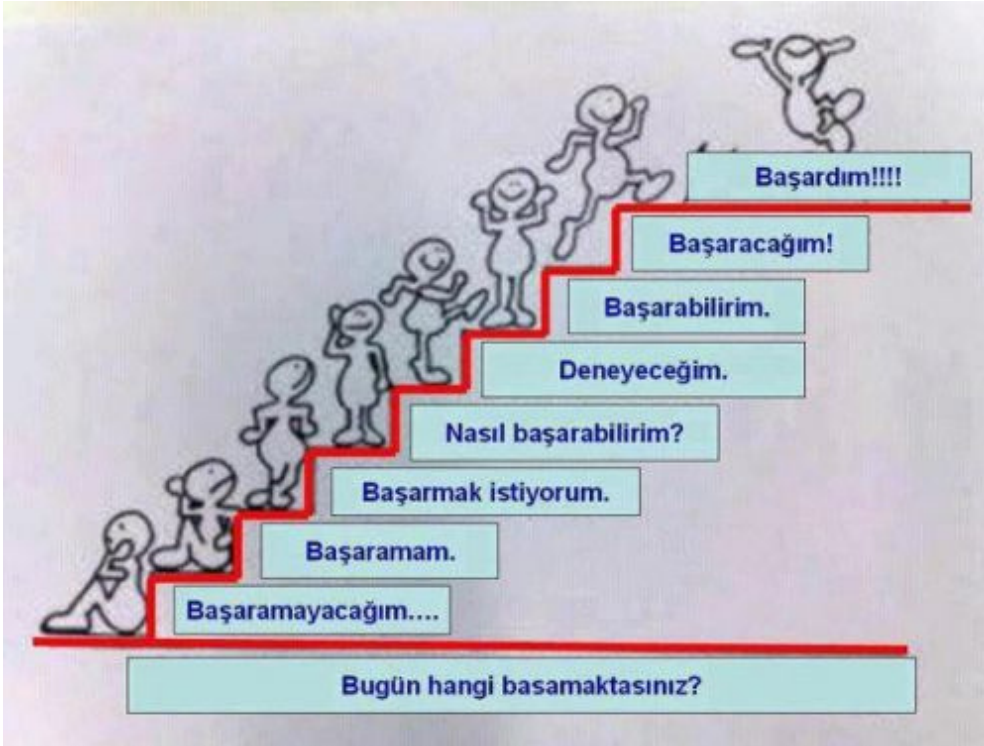 Başardım!!!!
Başaracağım!
Başarabilirim.
Deneyeceğim.
Nasıl başarabilirim?
Başarmak istiyorum.
Başaramam.
Başaramayacağım....
Bugün hangi basamaktasınız?